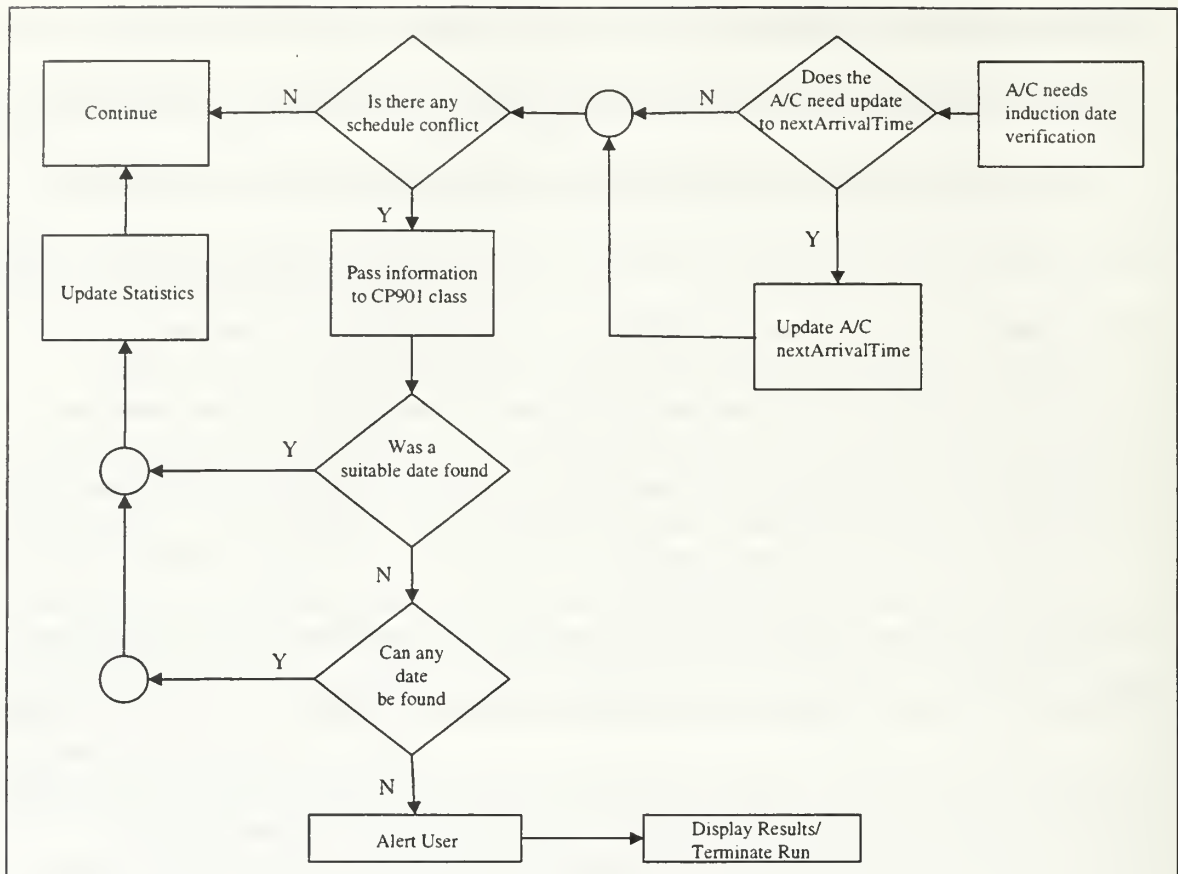 Continue
N
Is there any
schedule conflict
N
Does the
A/C need update
to nextArrivalTime
A/C needs
induction date
verification
Y
Y
Update Statistics
Pass information
to CP901 class
Update A/C
nextArrivalTime
Y
Was a
suitable date found
N
Y
Can any
date
be found
N
Alert User
Display Results/
Terminate Run